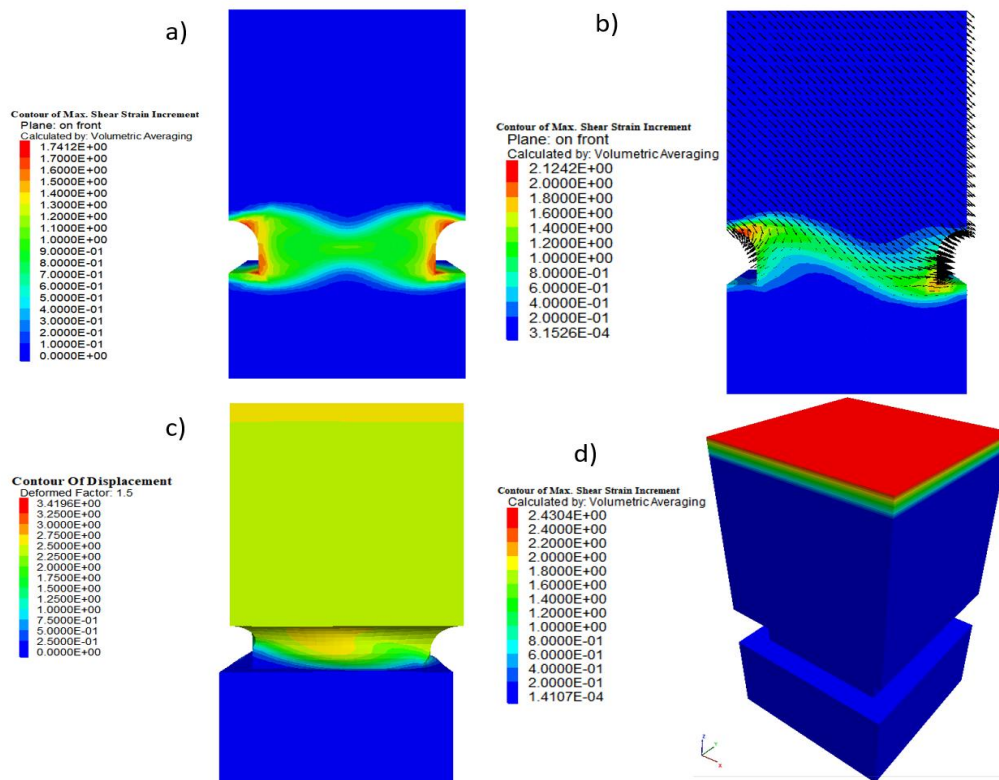 a)
Contour of Max. Shear Strain Increment
Plane: on front
Calculated by: Volumetric Averaging
1.7412E+00
1.7000E+00
1.6000E+00
1.5000E+00
1.4000E+00
1.3000E+00
1.2000E+00
1.1000E+00
1.0000E+00
9.0000E-01
8.0000E-01
7.0000E-01
6.0000E-01
5.0000E-01
4.0000E-01
3.0000E-01
2.0000E-01
1.0000E-01
0.0000E+00
b)
Contour of Max. Shear Strain Increment
Plane: on front
Calculated by: Volumetric Averaging
2.1242E+00
2.0000E+00
1.8000E+00
1.6000E+00
1.4000E+00
1.2000E+00
1.0000E+00
8.0000E-01
6.0000E-01
4.0000E-01
2.0000E-01
3.1526E-04
c)
Contour Of Displacement
Deformed Factor: 1.5
3.4196E+00
3.2500E+00
3.0000E+00
2.7500E+00
2.5000E+00
2.2500E+00
2.0000E+00
1.7500E+00
1.5000E+00
1.2500E+00
1.0000E+00
7.5000E-01
5.0000E-01
2.5000E-01
0.0000E+00
d)
Contour of Max. Shear Strain Increment
Calculated by: Volumetric Averaging
2.4304E+00
2.4000E+00
2.2000E+00
2.0000E+00
1.8000E+00
1.6000E+00
1.4000E+00
1.2000E+00
1.0000E+00
8.0000E-01
6.0000E-01
4.0000E-01
2.0000E-01
1.4107E-04